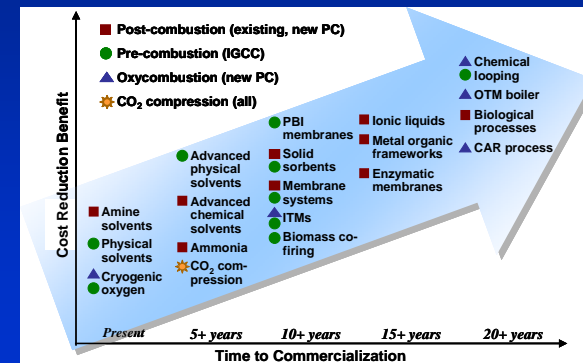 Post-combustion (existing, new PC)
Pre-combustion (IGCC)
Oxycombustion (new PC)
CO₂ compression (all)
Cost Reduction Benefit
Amine
solvents
Physical
solvents
Cryogenic
oxygen
Advanced
physical
solvents
Advanced
chemical
solvents
Ammonia
CO₂ com-
pression
PBI
membranes
Solid
sorbents
Membrane
systems
ITMs
Biomass co-
firing
Ionic liquids
Metal organic
frameworks
Enzymatic
membranes
Chemical
looping
OTM boiler
Biological
processes
CAR process
Present
5+ years
10+ years
15+ years
20+ years
Time to Commercialization